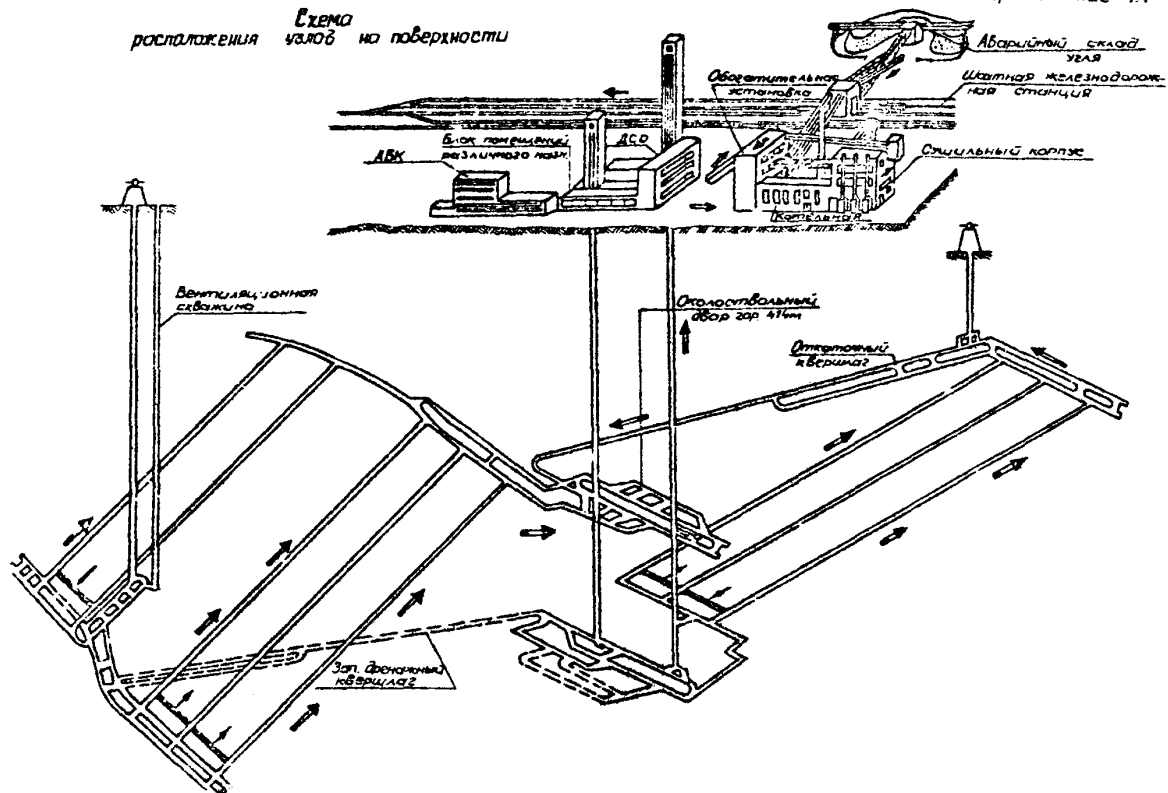 Схема
расположения узлов на поверхности
Аварийный склад
угля
Шахтная железнодорож-
ная станция
Обогатительная
установка
Блок помещений
различного назн.
ДСО
АБК
Сушильный корпус
котельная
Вентиляционная
скважина
Околоствольный
двор гор.
Откаточный
квершлаг
Зап. дренажный
квершлаг